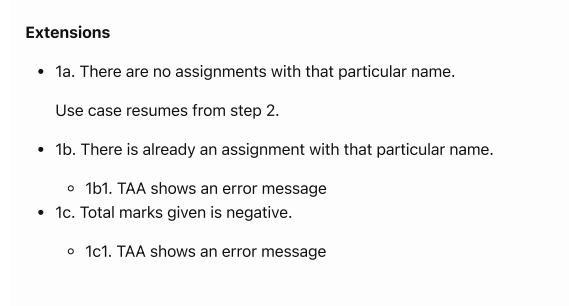 Extensions
• 1a. There are no assignments with that particular name.
Use case resumes from step 2.
• 1b. There is already an assignment with that particular name.
◦ 1b1. TAA shows an error message
• 1c. Total marks given is negative.
◦ 1c1. TAA shows an error message